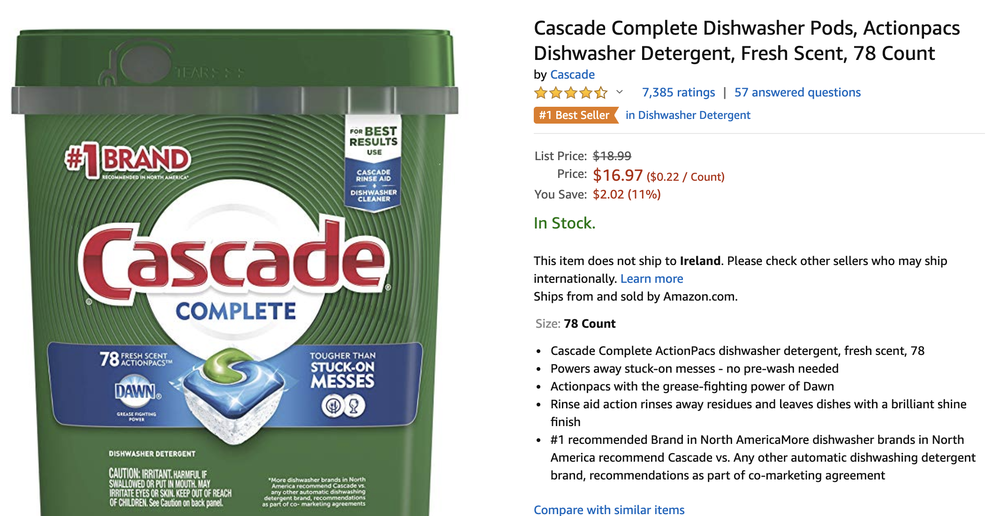 TEAR > > >
#1 BRAND
RECOMMENDED IN NORTH AMERICA*
FOR BEST
RESULTS
USE
CASCADE
RINSE AID
+
DISHWASHER
CLEANER
Cascade®
®
COMPLETE
78 FRESH SCENT
ACTIONPACS™
DAWN®
GREASE FIGHTING
POWER
TOUGHER THAN
STUCK-ON
MESSES
DISHWASHER DETERGENT
CAUTION: IRRITANT. HARMFUL IF
SWALLOWED OR PUT IN MOUTH. MAY
IRRITATE EYES OR SKIN. KEEP OUT OF REACH
OF CHILDREN. See Caution on back panel.
*More dishwasher brands in North
America recommend Cascade vs.
any other automatic dishwashing
detergent brand, recommendations
as part of co- marketing agreements
Cascade Complete Dishwasher Pods, Actionpacs
Dishwasher Detergent, Fresh Scent, 78 Count
by Cascade
7,385 ratings | 57 answered questions
#1 Best Seller in Dishwasher Detergent
List Price: $18.99
Price: $16.97 ($0.22 / Count)
You Save: $2.02 (11%)
In Stock.
This item does not ship to Ireland. Please check other sellers who may ship
internationally. Learn more
Ships from and sold by Amazon.com.
Size: 78 Count
• Cascade Complete ActionPacs dishwasher detergent, fresh scent, 78
• Powers away stuck-on messes - no pre-wash needed
• Actionpacs with the grease-fighting power of Dawn
• Rinse aid action rinses away residues and leaves dishes with a brilliant shine
finish
• #1 recommended Brand in North AmericaMore dishwasher brands in North
America recommend Cascade vs. Any other automatic dishwashing detergent
brand, recommendations as part of co-marketing agreement
Compare with similar items